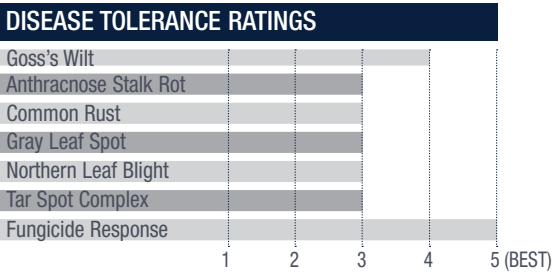 DISEASE TOLERANCE RATINGS
Goss's Wilt
Anthracnose Stalk Rot
Common Rust
Gray Leaf Spot
Northern Leaf Blight
Tar Spot Complex
Fungicide Response
1 2 3 4 5 (BEST)